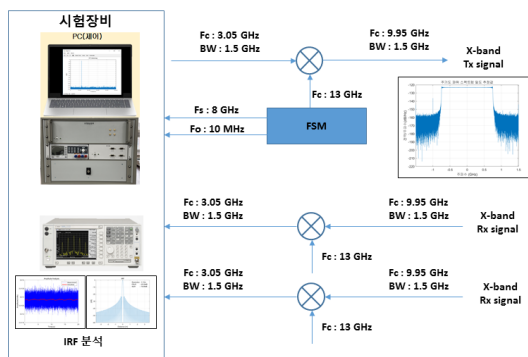 시험장비
PC(제어)
Fc : 3.05 GHz
BW : 1.5 GHz
Fc : 9.95 GHz
BW : 1.5 GHz
X-band
Tx signal
Fc : 13 GHz
Fs : 8 GHz
FSM
Fo : 10 MHz
Fc : 3.05 GHz
BW : 1.5 GHz
Fc : 9.95 GHz
BW : 1.5 GHz
X-band
Rx signal
Fc : 13 GHz
Fc : 3.05 GHz
BW : 1.5 GHz
Fc : 9.95 GHz
BW : 1.5 GHz
X-band
Rx signal
Fc : 13 GHz
IRF 분석